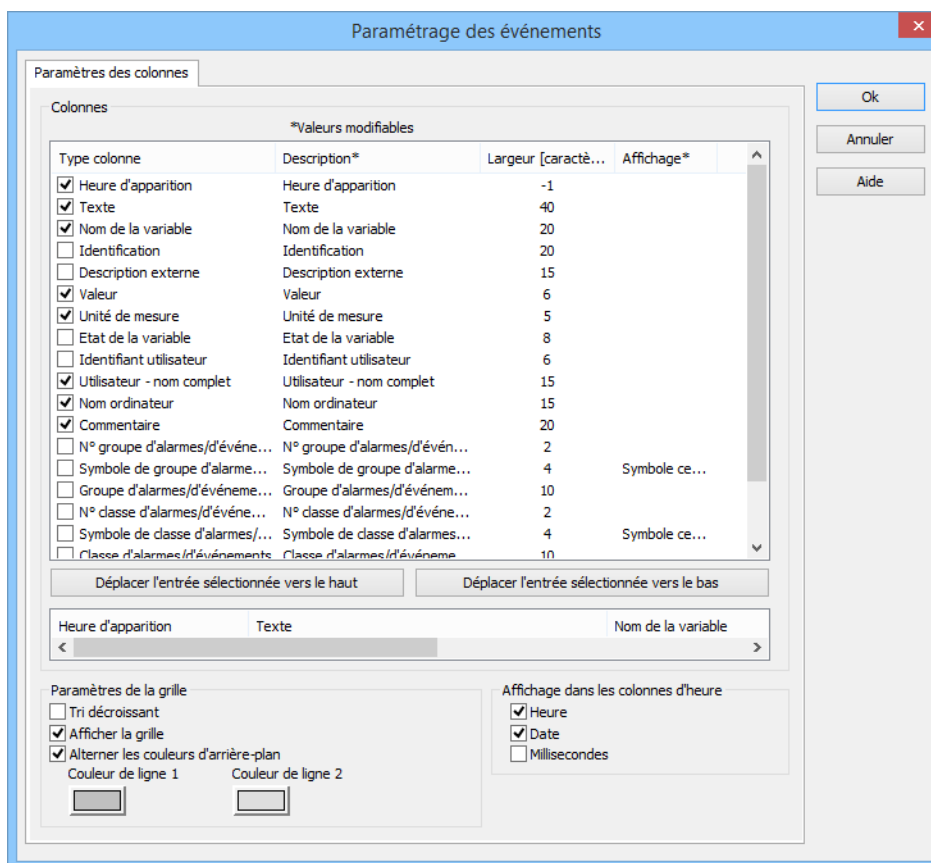 Paramétrage des événements
Paramètres des colonnes
Ok
Annuler
Aide
Colonnes
*Valeurs modifiables
Type colonne Description* Largeur [caractè... Affichage*
Heure d'apparition Heure d'apparition -1
Texte Texte 40
Nom de la variable Nom de la variable 20
Identification Identification 20
Description externe Description externe 15
Valeur Valeur 6
Unité de mesure Unité de mesure 5
Etat de la variable Etat de la variable 8
Identifiant utilisateur Identifiant utilisateur 6
Utilisateur - nom complet Utilisateur - nom complet 15
Nom ordinateur Nom ordinateur 15
Commentaire Commentaire 20
N° groupe d'alarmes/d'événe... N° groupe d'alarmes/d'évén... 2
Symbole de groupe d'alarme... Symbole de groupe d'alarme... 4 Symbole ce...
Groupe d'alarmes/d'événeme... Groupe d'alarmes/d'événem... 10
N° classe d'alarmes/d'événe... N° classe d'alarmes/d'événe... 2
Symbole de classe d'alarmes/... Symbole de classe d'alarmes... 4 Symbole ce...
Classe d'alarmes/d'événements Classe d'alarmes/d'événeme 10
Déplacer l'entrée sélectionnée vers le haut Déplacer l'entrée sélectionnée vers le bas
Heure d'apparition Texte Nom de la variable
Paramètres de la grille
Tri décroissant
Afficher la grille
Alterner les couleurs d'arrière-plan
Couleur de ligne 1 Couleur de ligne 2
Affichage dans les colonnes d'heure
Heure
Date
Millisecondes